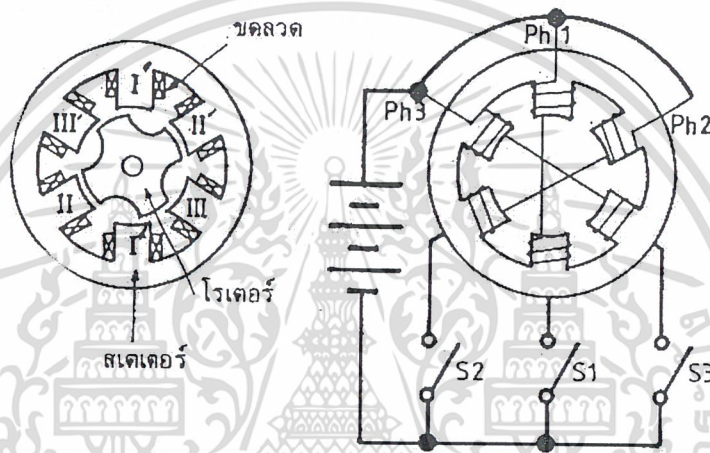 ขดลวด
I′
III′
II′
II
III
I
โรเตอร์
สเตเตอร์
Ph1
Ph3
Ph2
S2
S1
S3